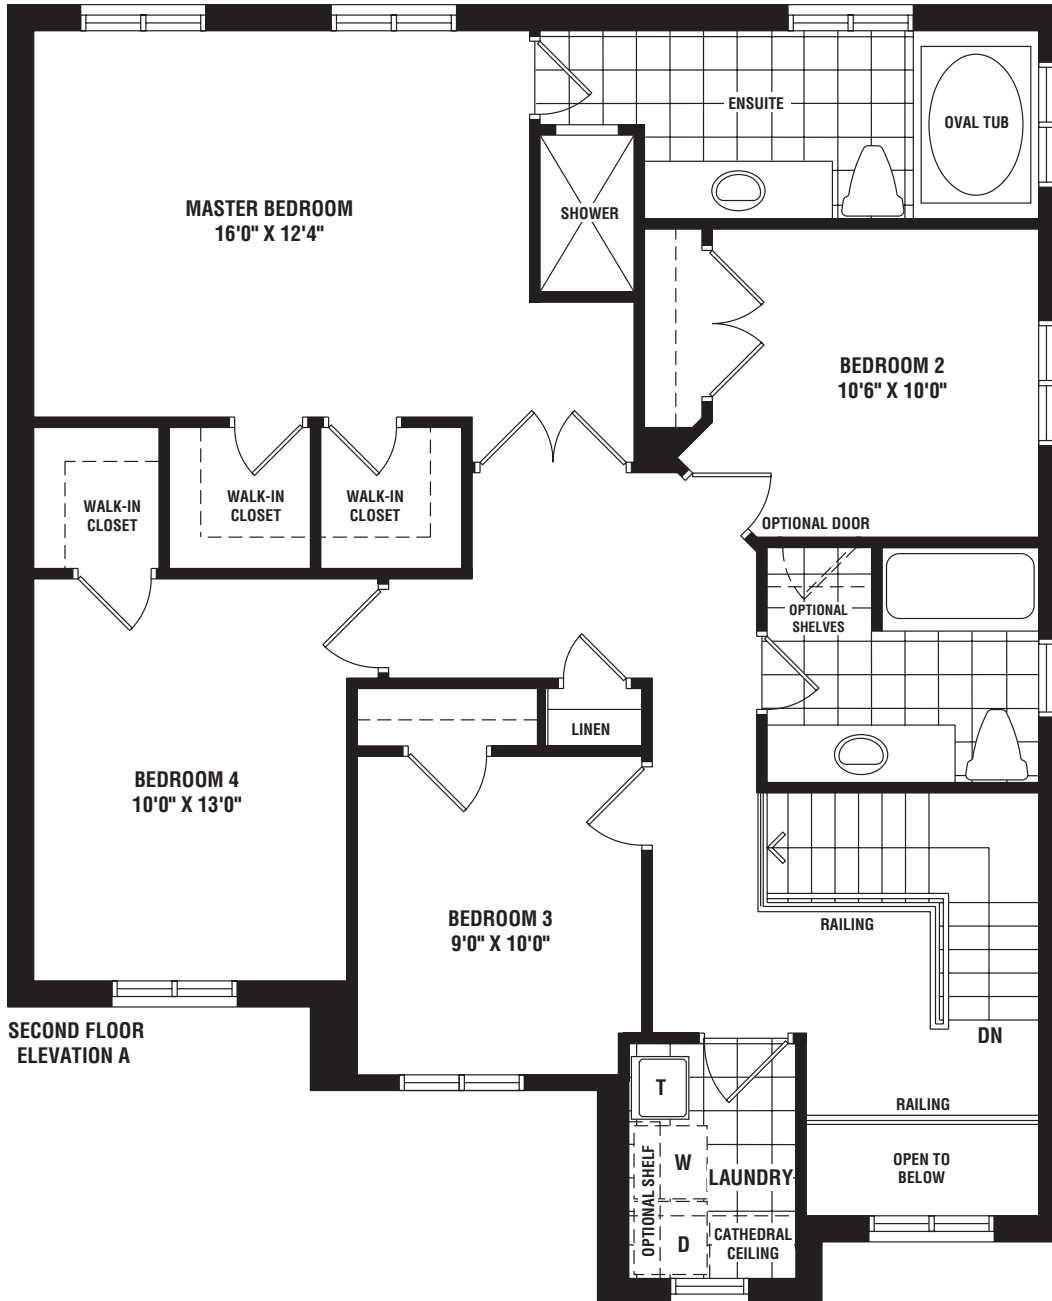 ENSUITE
OVAL TUB
MASTER BEDROOM
16'0" X 12'4"
SHOWER
BEDROOM 2
10'6" X 10'0"
WALK-IN
CLOSET
WALK-IN
CLOSET
WALK-IN
CLOSET
OPTIONAL DOOR
OPTIONAL
SHELVES
LINEN
BEDROOM 4
10'0" X 13'0"
BEDROOM 3
9'0" X 10'0"
RAILING
SECOND FLOOR
ELEVATION A
DN
T
RAILING
OPTIONAL SHELF
W
LAUNDRY
OPEN TO
BELOW
D
CATHEDRAL
CEILING